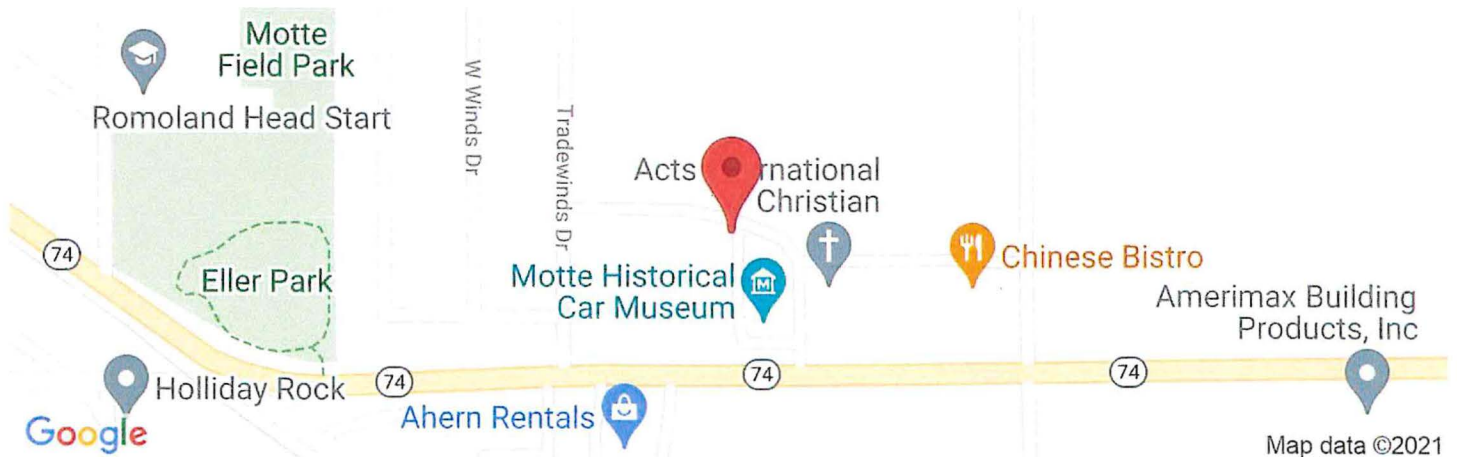 Motte
Field Park
Romoland Head Start
W Winds Dr
Tradewinds Dr
Acts
rnational
Christian
74
Eller Park
Motte Historical
Car Museum
M
Chinese Bistro
Amerimax Building
Products, Inc
Holliday Rock
74
74
74
Ahern Rentals
Google
Map data ©2021